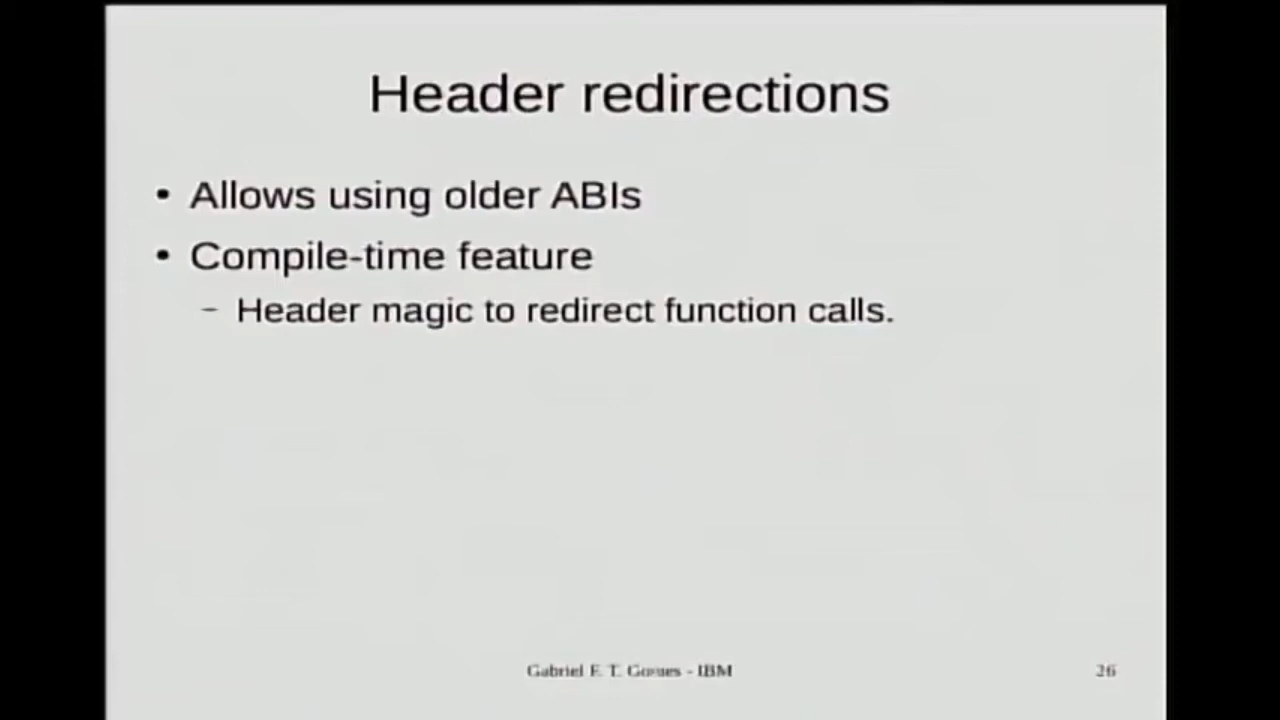 Header redirections
• Allows using older ABIs
• Compile-time feature
– Header magic to redirect function calls.
Gabriel F. T. Gomes - IBM
26